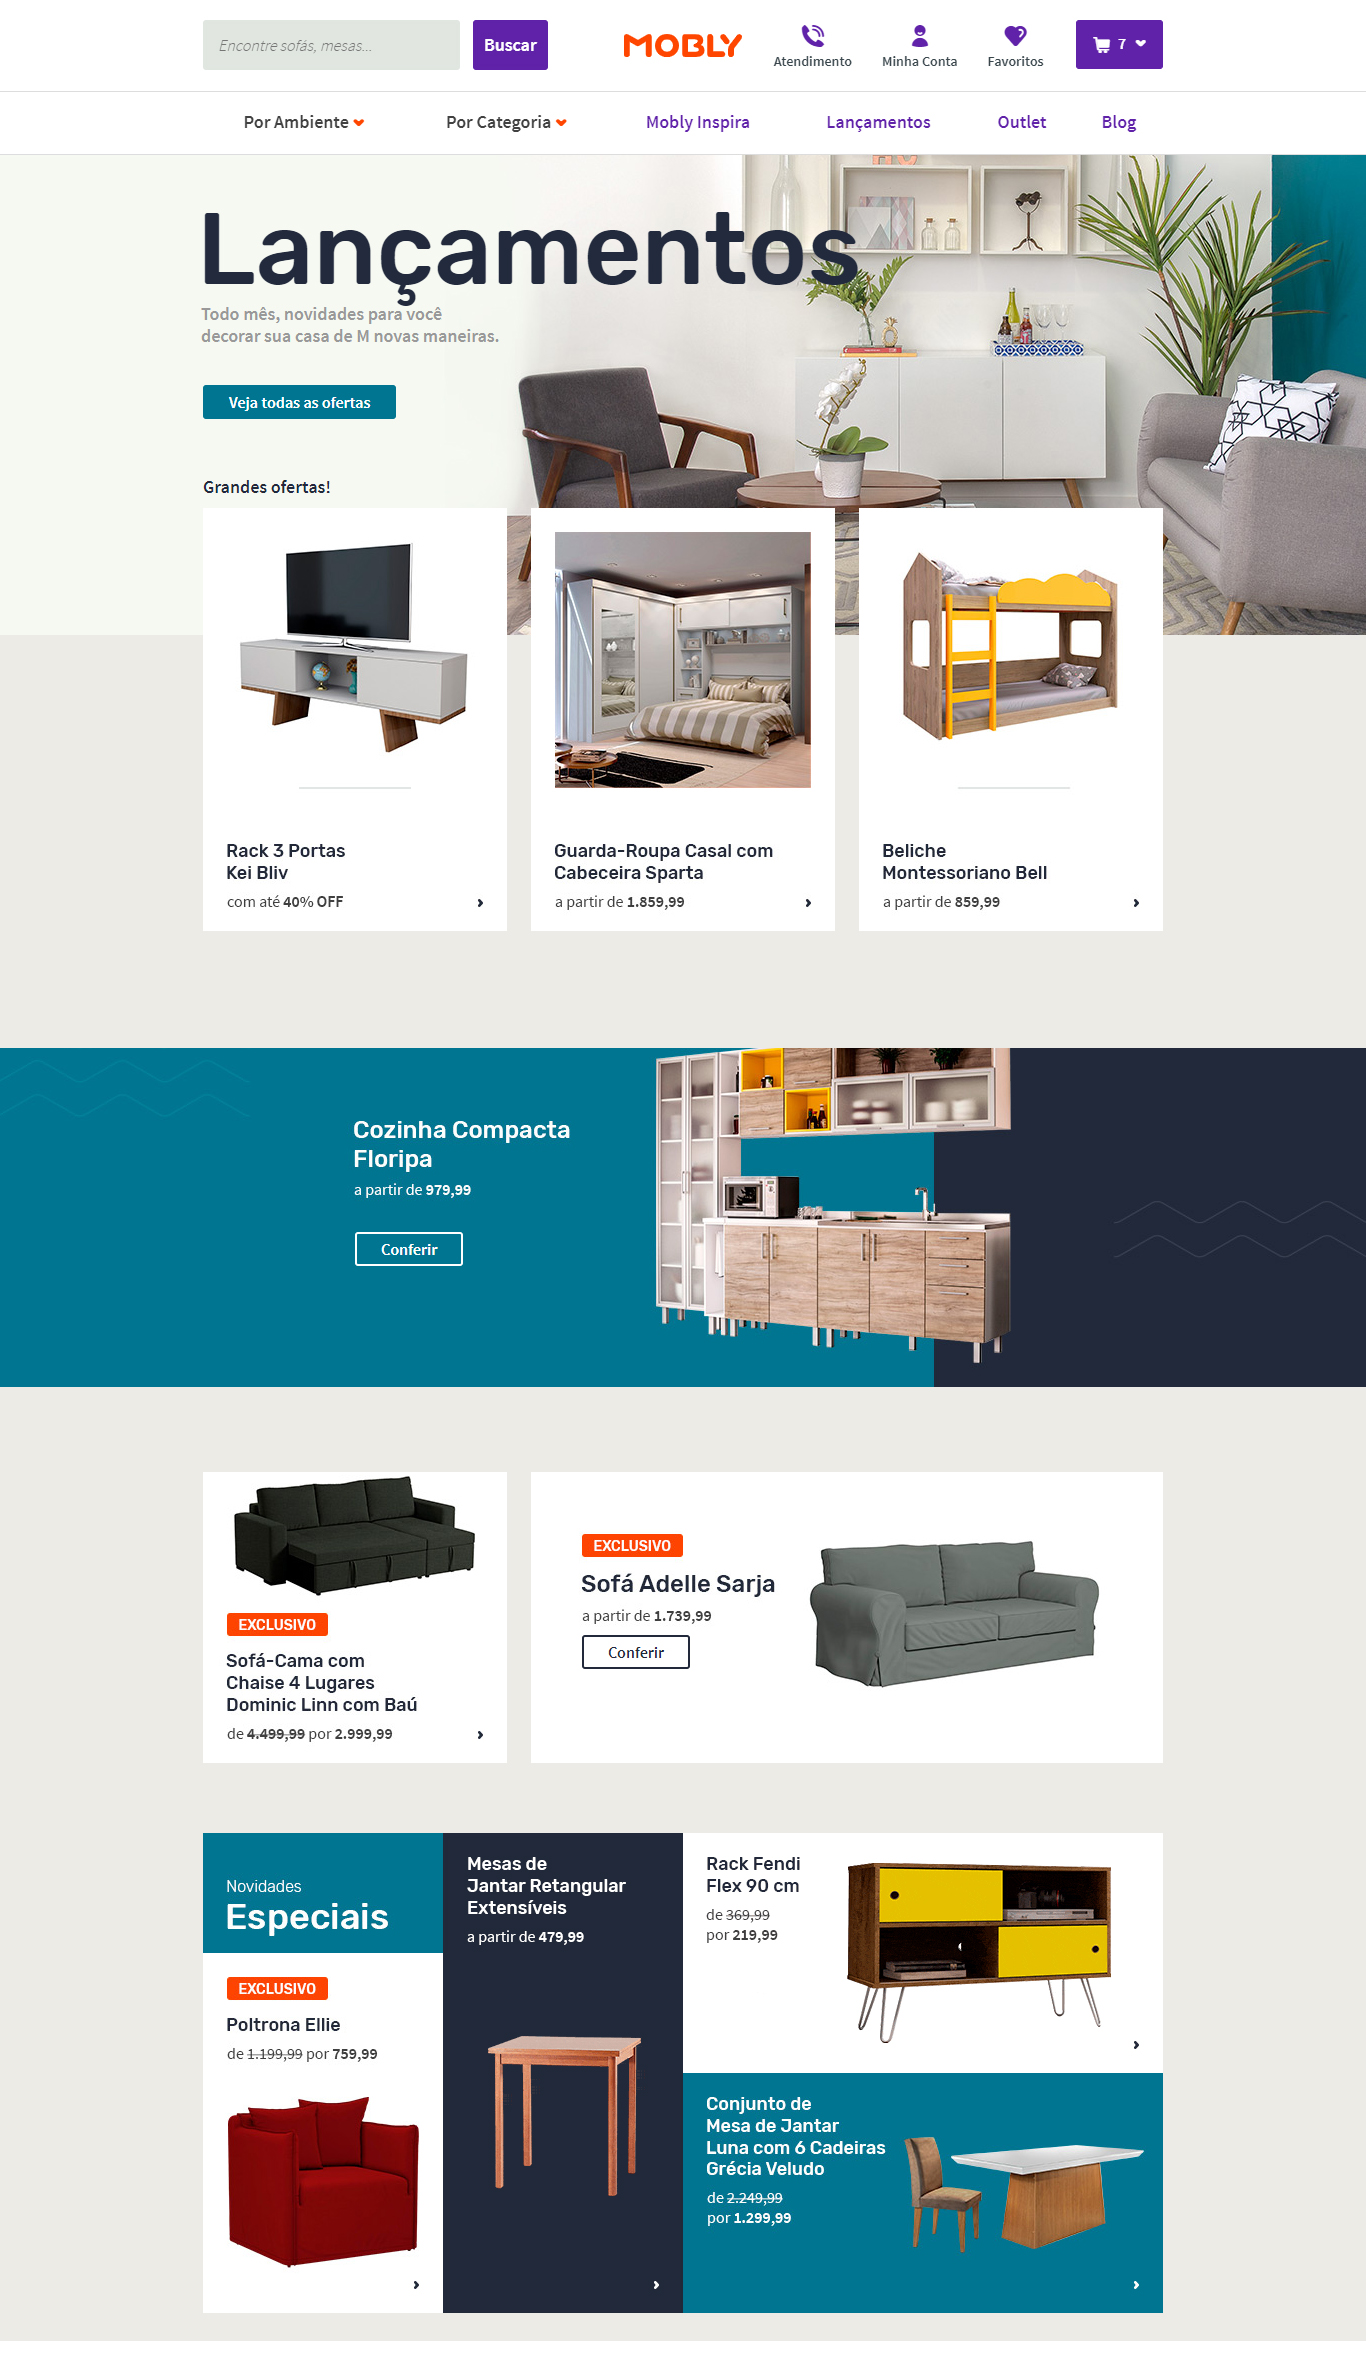 Encontre sofás, mesas...
Buscar
MOBLY
Atendimento
Minha Conta
Favoritos
7
Por Ambiente
Por Categoria
Mobly Inspira
Lançamentos
Outlet
Blog
Lançamentos
Todo mês, novidades para você
decorar sua casa de M novas maneiras.
Veja todas as ofertas
Grandes ofertas!
Rack 3 Portas
Kei Bliv
com até 40% OFF
Guarda-Roupa Casal com
Cabeceira Sparta
a partir de 1.859,99
Beliche
Montessoriano Bell
a partir de 859,99
Cozinha Compacta
Floripa
a partir de 979,99
Conferir
EXCLUSIVO
Sofá-Cama com
Chaise 4 Lugares
Dominic Linn com Baú
de 4.499,99 por 2.999,99
EXCLUSIVO
Sofá Adelle Sarja
a partir de 1.739,99
Conferir
Novidades
Especiais
EXCLUSIVO
Poltrona Ellie
de 1.199,99 por 759,99
Mesas de
Jantar Retangular
Extensíveis
a partir de 479,99
Rack Fendi
Flex 90 cm
de 369,99
por 219,99
Conjunto de
Mesa de Jantar
Luna com 6 Cadeiras
Grécia Veludo
de 2.249,99
por 1.299,99